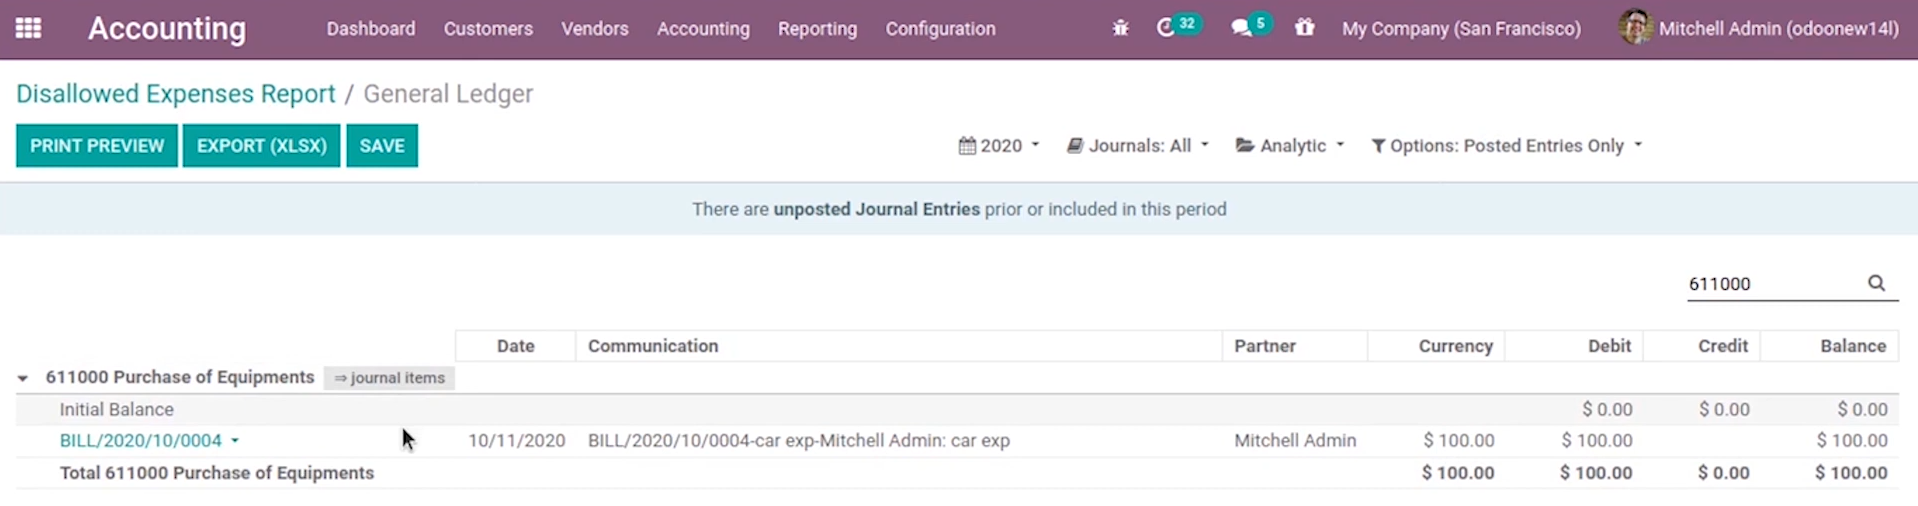 Accounting Dashboard Customers Vendors Accounting Reporting Configuration 32 5 My Company (San Francisco) Mitchell Admin (odoonew14l)
Disallowed Expenses Report / General Ledger
PRINT PREVIEW EXPORT (XLSX) SAVE 2020 Journals: All Analytic Options: Posted Entries Only
There are unposted Journal Entries prior or included in this period
611000
Date Communication Partner Currency Debit Credit Balance
611000 Purchase of Equipments ⇒ journal items
Initial Balance $ 0.00 $ 0.00 $ 0.00
BILL/2020/10/0004 10/11/2020 BILL/2020/10/0004-car exp-Mitchell Admin: car exp Mitchell Admin $ 100.00 $ 100.00 $ 100.00
Total 611000 Purchase of Equipments $ 100.00 $ 100.00 $ 0.00 $ 100.00